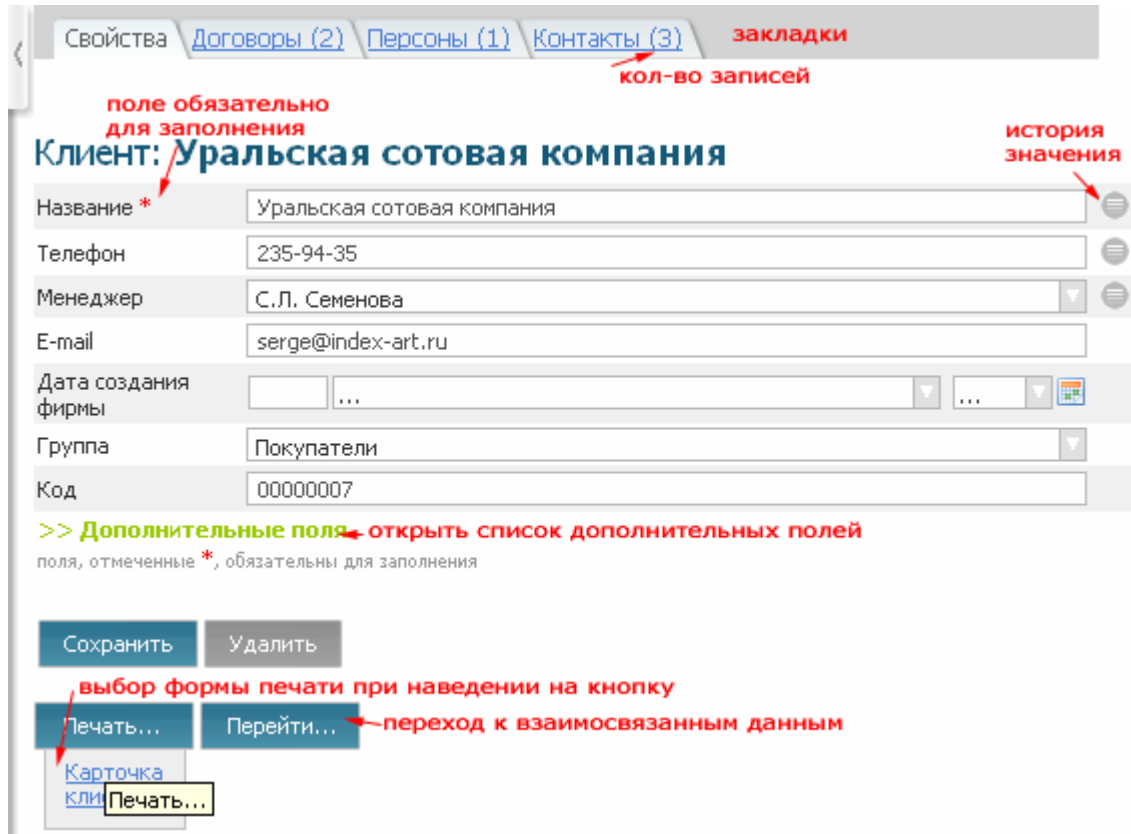 Свойства Договоры (2) Персоны (1) Контакты (3) закладки
кол-во записей
поле обязательно
для заполнения
история
значения
Клиент: Уральская сотовая компания
Название * Уральская сотовая компания
Телефон 235-94-35
Менеджер С.Л. Семенова
E-mail serge@index-art.ru
Дата создания
фирмы ... ...
Группа Покупатели
Код 00000007
>> Дополнительные поля открыть список дополнительных полей
поля, отмеченные *, обязательны для заполнения
Сохранить Удалить
выбор формы печати при наведении на кнопку
Печать... Перейти... переход к взаимосвязанным данным
Карточка
Печать...